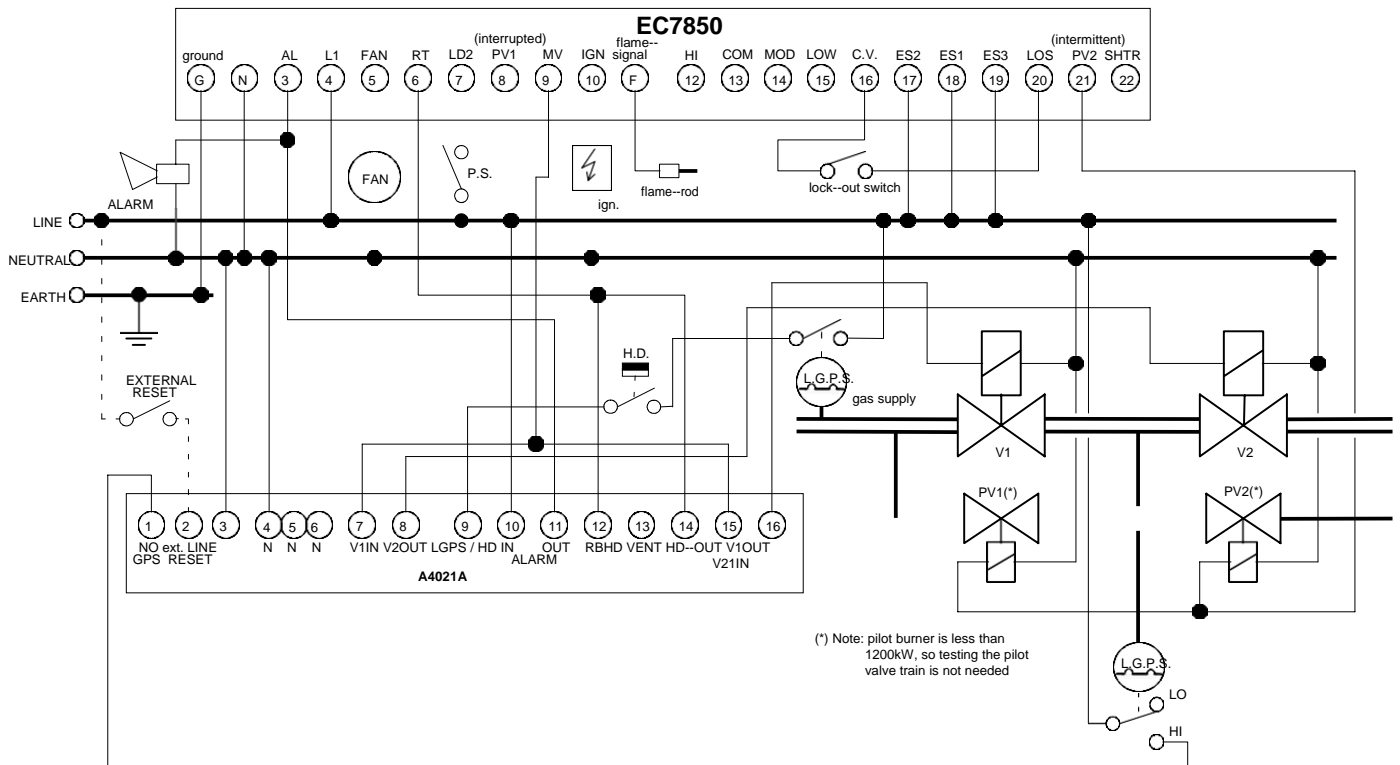 EC7850
ground AL L1 FAN RT LD2 (interrupted) PV1 MV IGN flame--signal HI COM MOD LOW C.V. ES2 ES1 ES3 LOS (intermittent) PV2 SHTR
G N 3 4 5 6 7 8 9 10 F 12 13 14 15 16 17 18 19 20 21 22
FAN
P.S.
ign.
flame--rod
lock--out switch
ALARM
LINE
NEUTRAL
EARTH
H.D.
L.G.P.S.
gas supply
EXTERNAL
RESET
V1
V2
PV1(*)
PV2(*)
1 2 3 4 5 6 7 8 9 10 11 12 13 14 15 16
NO ext. LINE N N N V1IN V2OUT LGPS / HD IN OUT RBHD VENT HD--OUT V1OUT
GPS RESET ALARM V21IN
A4021A
(*) Note: pilot burner is less than
1200kW, so testing the pilot
valve train is not needed
L.G.P.S.
LO
HI